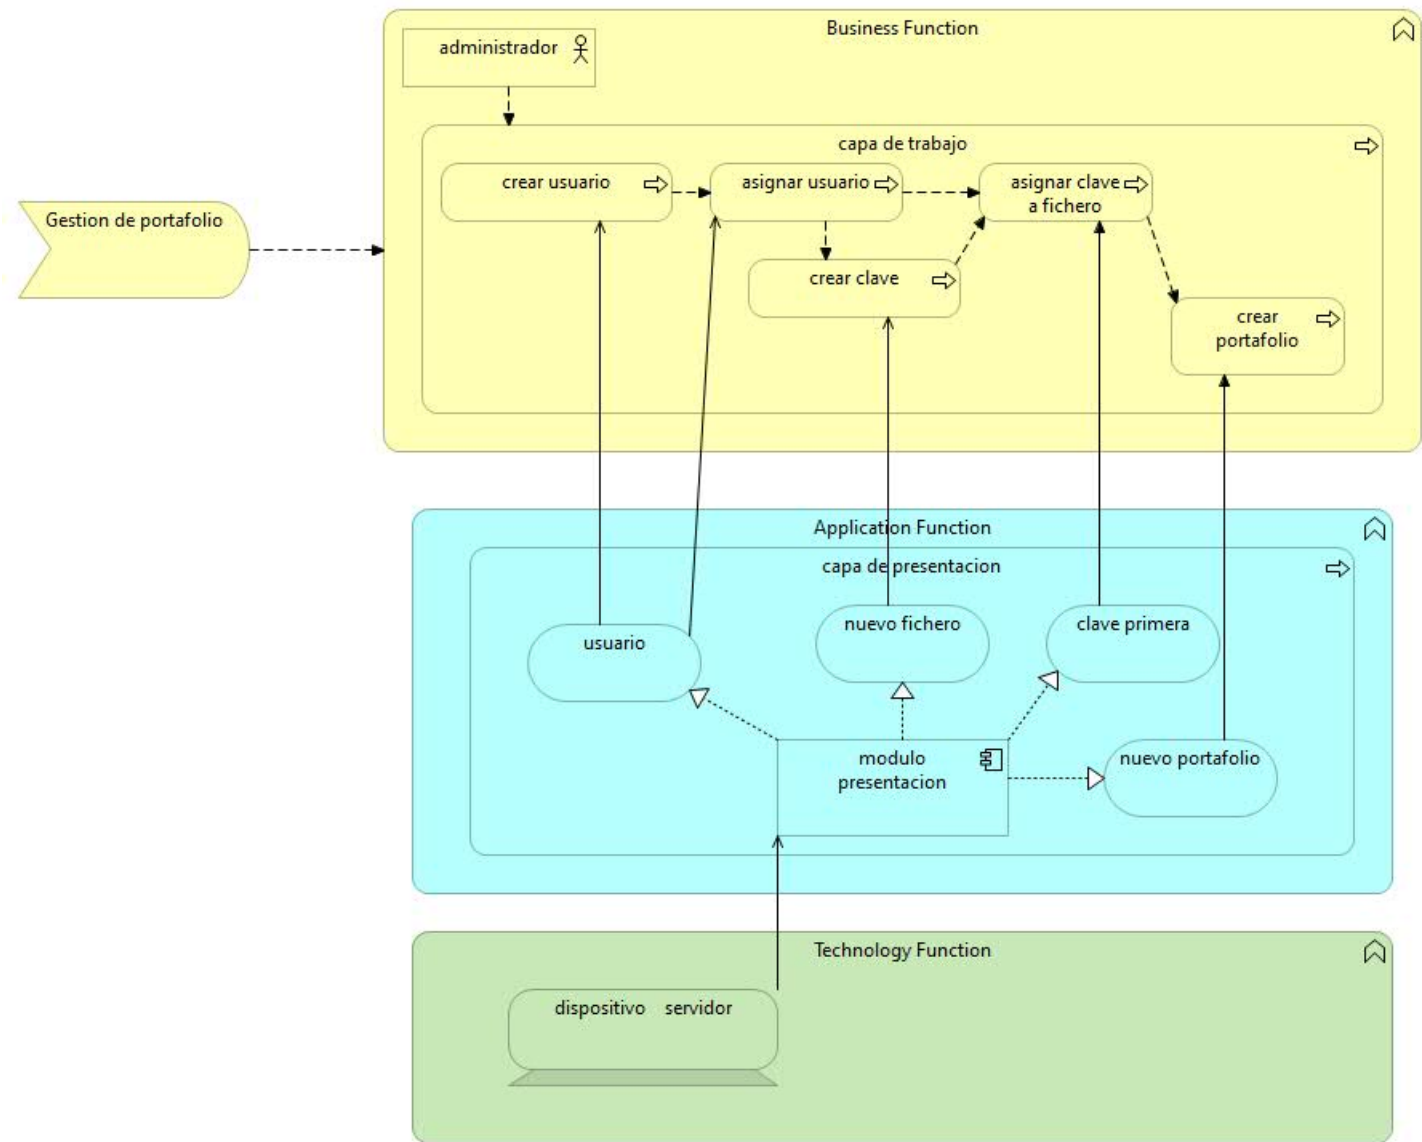 Business Function
administrador
capa de trabajo
crear usuario
asignar usuario
asignar clave
a fichero
Gestion de portafolio
crear clave
crear
portafolio
Application Function
capa de presentacion
usuario
nuevo fichero
clave primera
modulo
presentacion
nuevo portafolio
Technology Function
dispositivo servidor